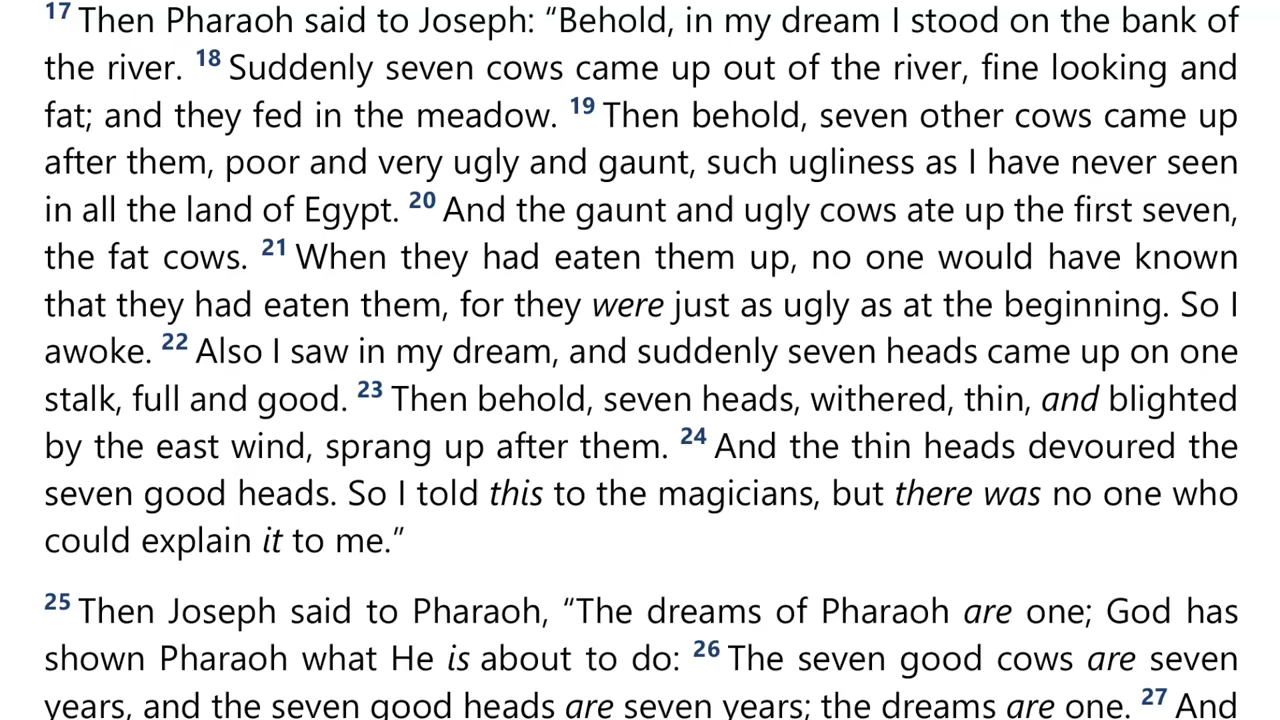 17 Then Pharaoh said to Joseph: “Behold, in my dream I stood on the bank of
the river. 18 Suddenly seven cows came up out of the river, fine looking and
fat; and they fed in the meadow. 19 Then behold, seven other cows came up
after them, poor and very ugly and gaunt, such ugliness as I have never seen
in all the land of Egypt. 20 And the gaunt and ugly cows ate up the first seven,
the fat cows. 21 When they had eaten them up, no one would have known
that they had eaten them, for they were just as ugly as at the beginning. So I
awoke. 22 Also I saw in my dream, and suddenly seven heads came up on one
stalk, full and good. 23 Then behold, seven heads, withered, thin, and blighted
by the east wind, sprang up after them. 24 And the thin heads devoured the
seven good heads. So I told this to the magicians, but there was no one who
could explain it to me.”
25 Then Joseph said to Pharaoh, “The dreams of Pharaoh are one; God has
shown Pharaoh what He is about to do: 26 The seven good cows are seven
years, and the seven good heads are seven years; the dreams are one. 27 And